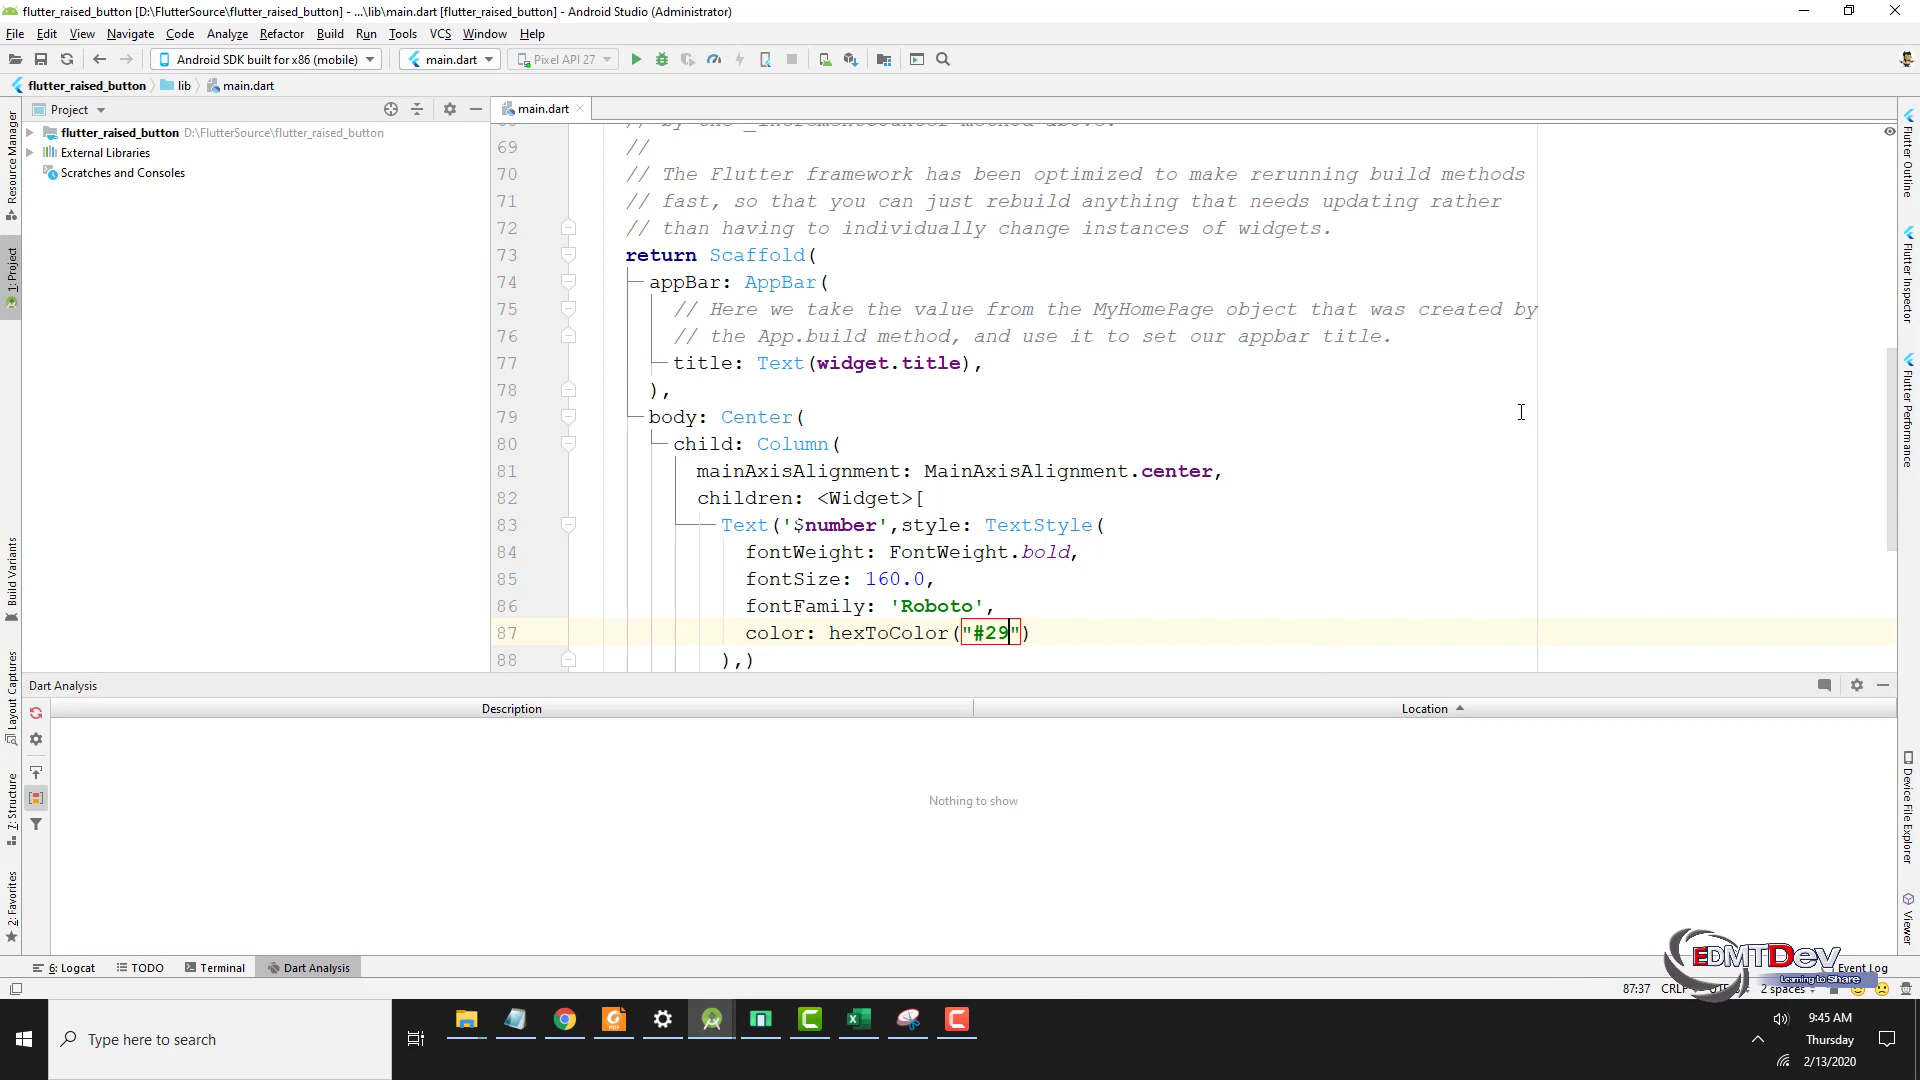 flutter_raised_button [D:\FlutterSource\flutter_raised_button] - ...\lib\main.dart [flutter_raised_button] - Android Studio (Administrator)
File Edit View Navigate Code Analyze Refactor Build Run Tools VCS Window Help
Android SDK built for x86 (mobile) main.dart Pixel API 27
flutter_raised_button lib main.dart
Project main.dart
flutter_raised_button D:\FlutterSource\flutter_raised_button
External Libraries
Scratches and Consoles
69 //
70 // The Flutter framework has been optimized to make rerunning build methods
71 // fast, so that you can just rebuild anything that needs updating rather
72 // than having to individually change instances of widgets.
73 return Scaffold(
74 appBar: AppBar(
75 // Here we take the value from the MyHomePage object that was created by
76 // the App.build method, and use it to set our appbar title.
77 title: Text(widget.title),
78 ),
79 body: Center(
80 child: Column(
81 mainAxisAlignment: MainAxisAlignment.center,
82 children: <Widget>[
83 Text('$number',style: TextStyle(
84 fontWeight: FontWeight.bold,
85 fontSize: 160.0,
86 fontFamily: 'Roboto',
87 color: hexToColor("#29")
88 ),)
Resource Manager
1: Project
Build Variants
Layout Captures
7: Structure
2: Favorites
Flutter Outline
Flutter Inspector
Flutter Performance
Device File Explorer
Viewer
Dart Analysis
Description Location
Nothing to show
EDMTDev
Learning to Share
6: Logcat TODO Terminal Dart Analysis Event Log
87:37 CRLF 2 spaces
Type here to search
9:45 AM
Thursday
2/13/2020